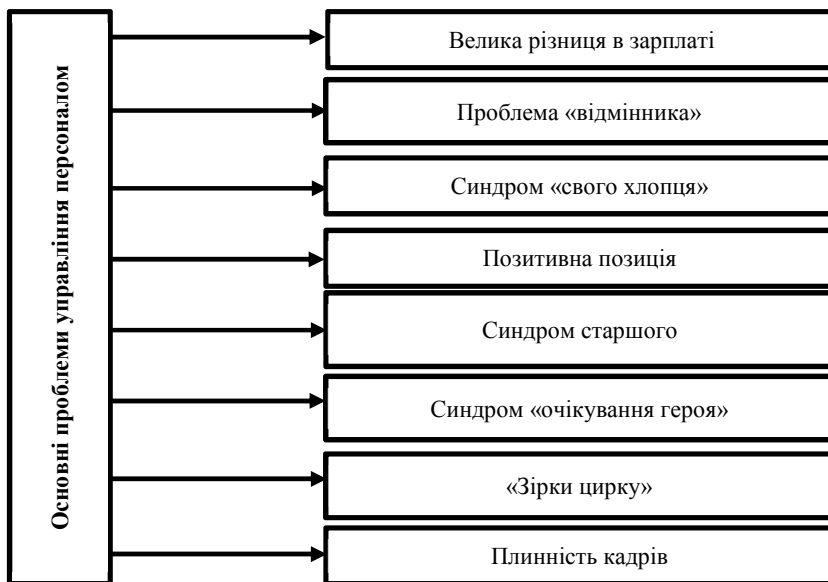 Основні проблеми управління персоналом
Велика різниця в зарплаті
Проблема «відмінника»
Синдром «свого хлопця»
Позитивна позиція
Синдром старшого
Синдром «очікування героя»
«Зірки цирку»
Плинність кадрів